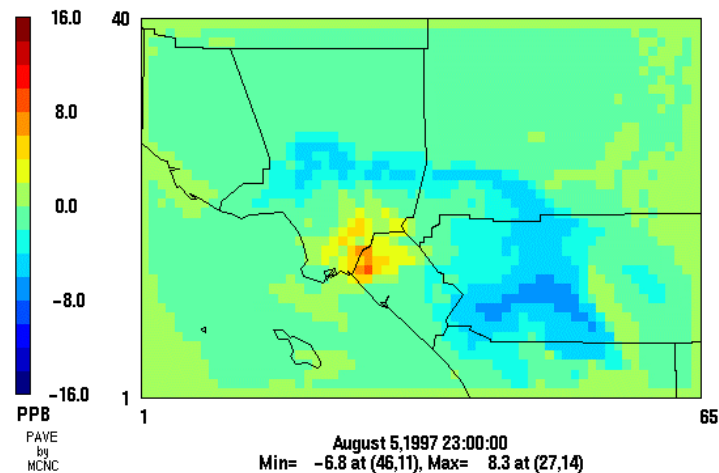 16.0
8.0
0.0
−8.0
−16.0
PPB
PAVE
by
MCNC
40
1
1
65
August 5,1997 23:00:00
Min= −6.8 at (46,11), Max= 8.3 at (27,14)